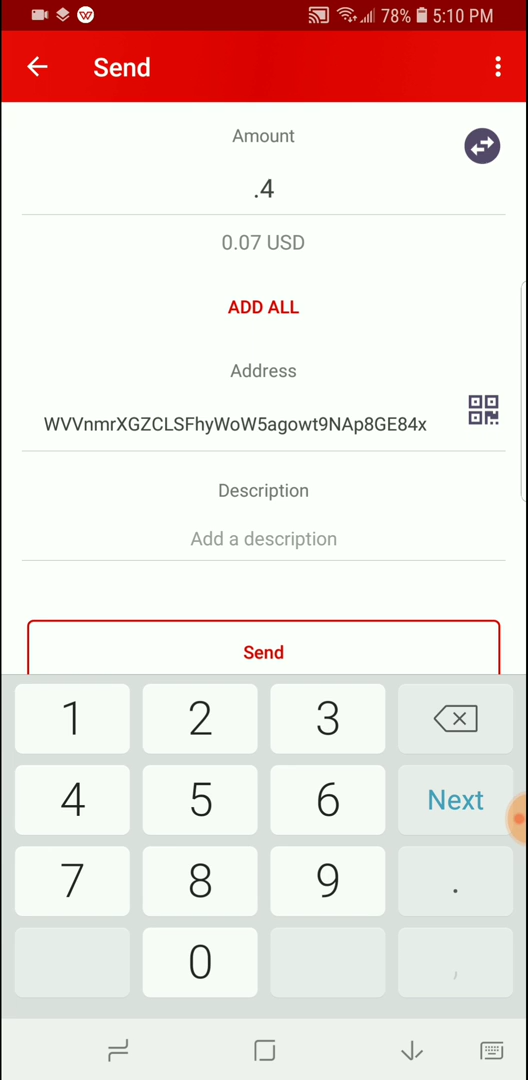 78% 5:10 PM
Send
Amount
.4
0.07 USD
ADD ALL
Address
WVVnmrXGZCLSFhyWoW5agowt9NAp8GE84x
Description
Add a description
Send
1 2 3
4 5 6 Next
7 8 9 .
0 ,